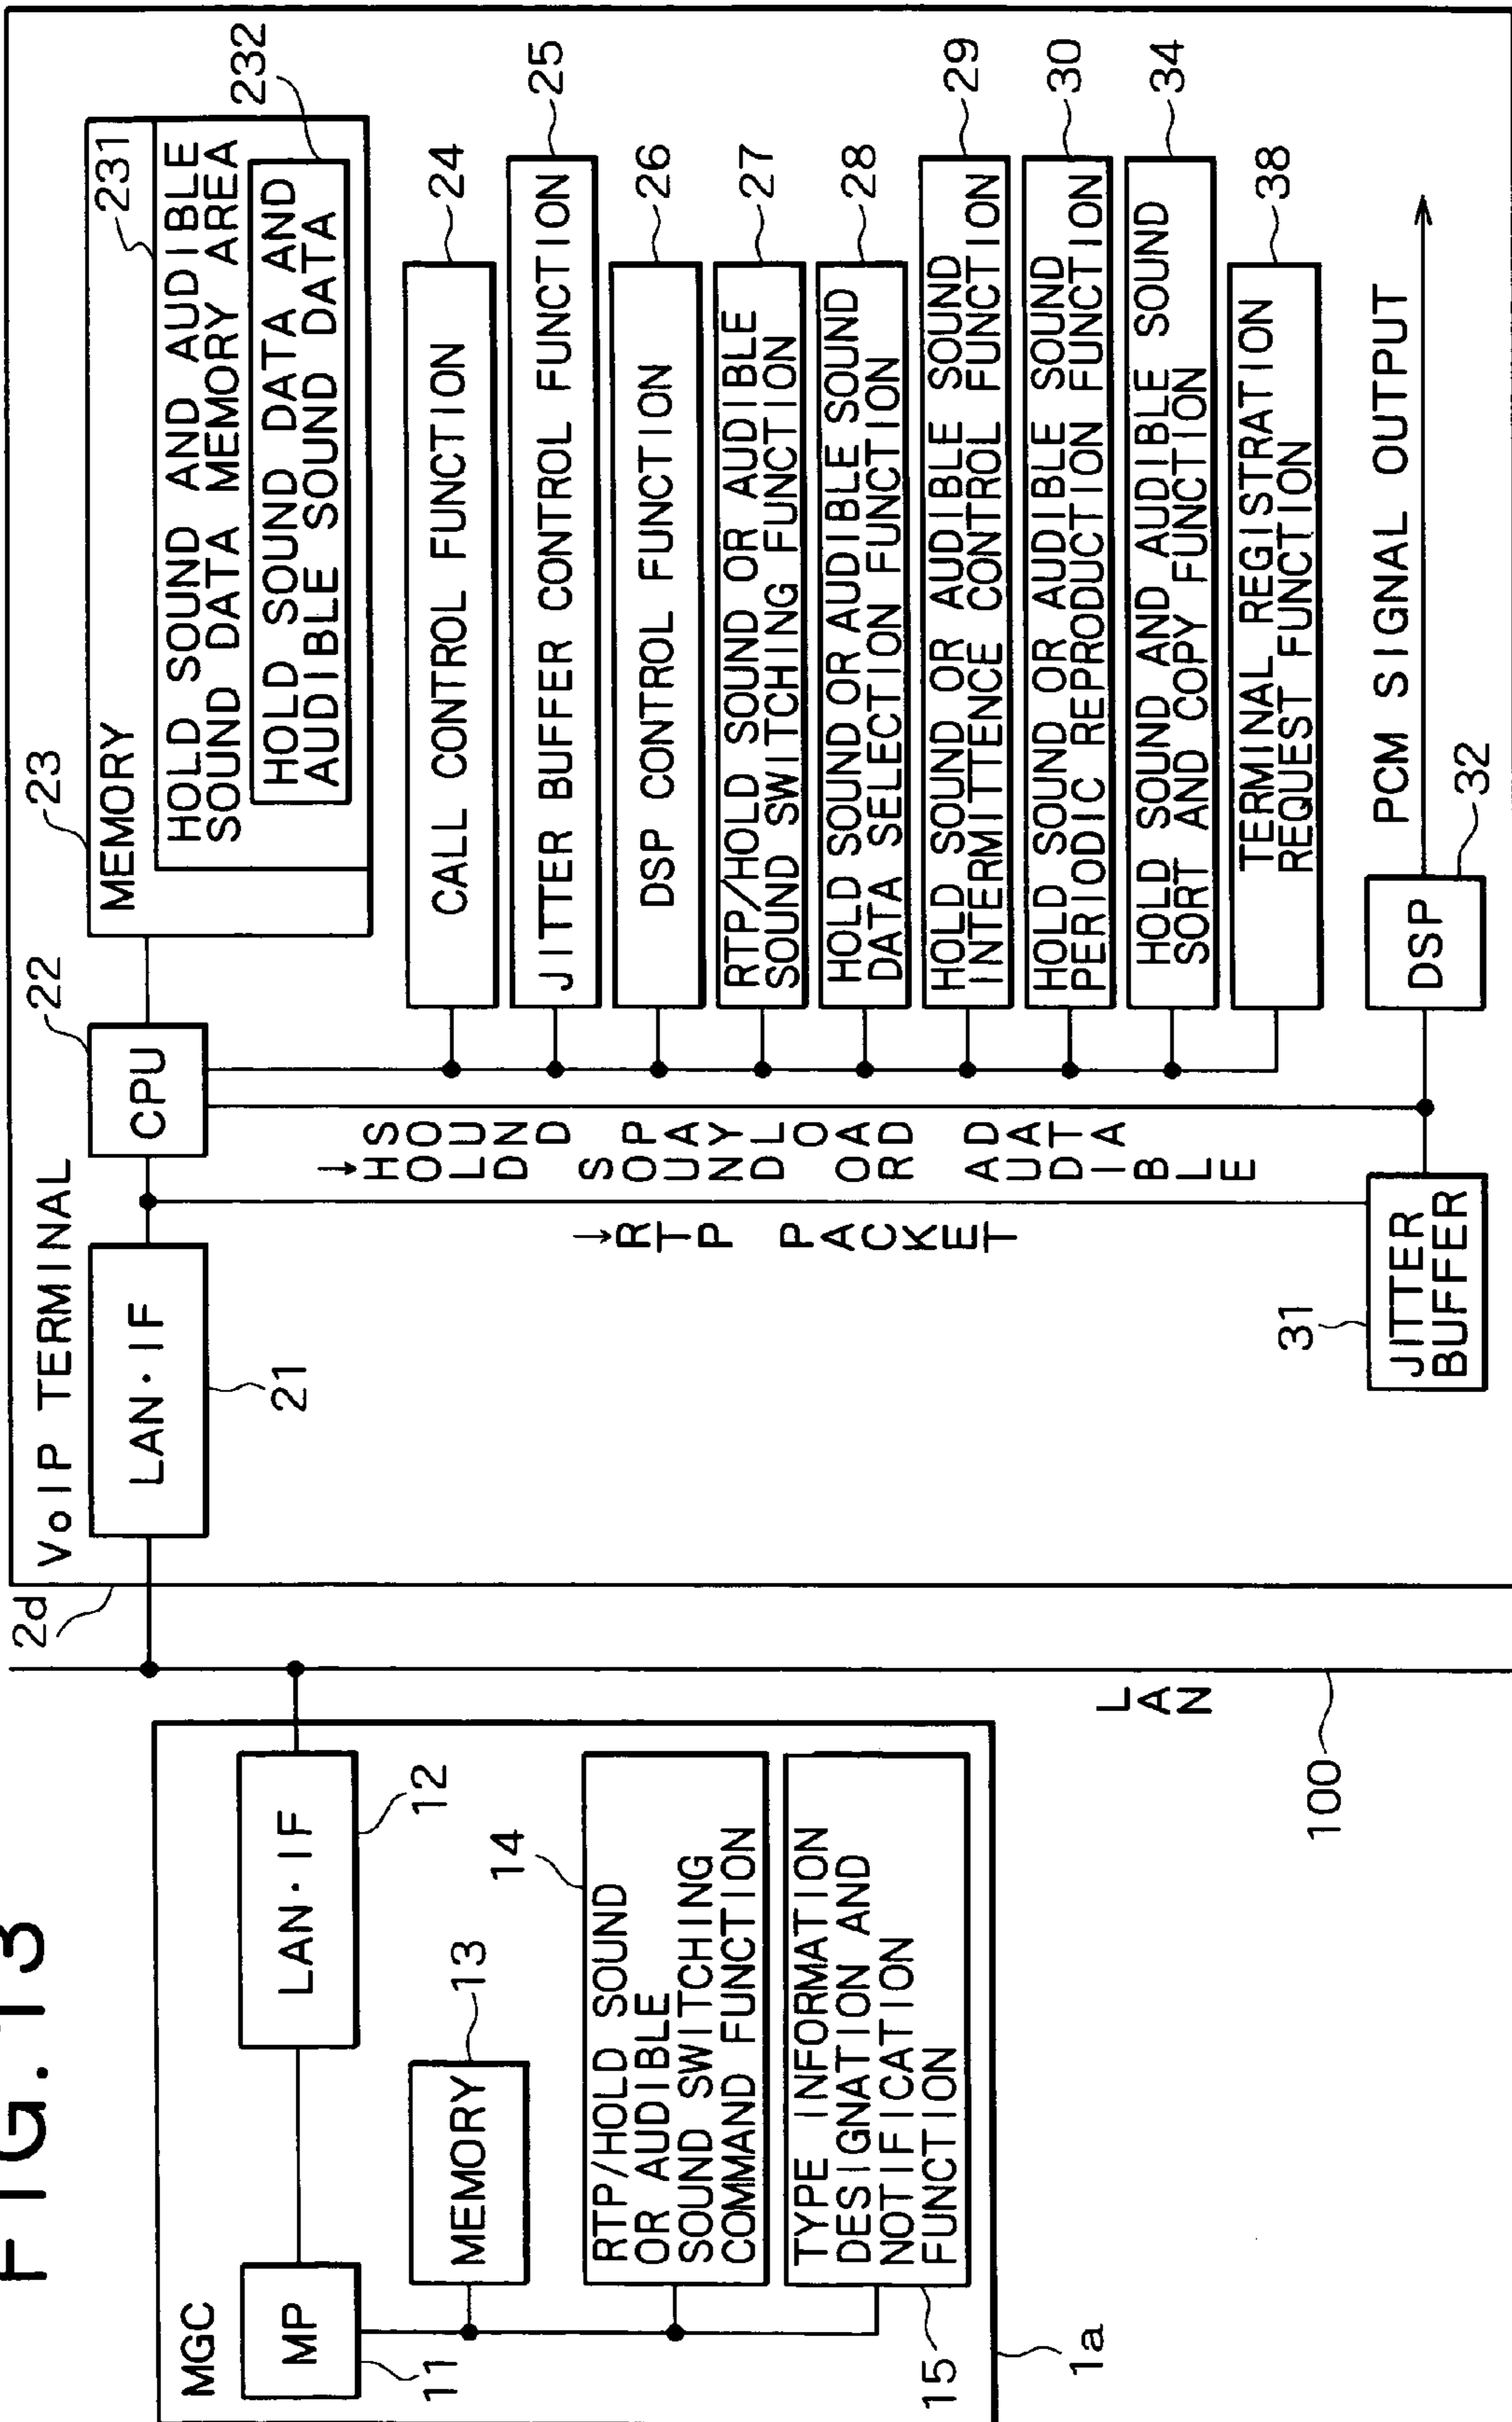 FIG.13
MGC
MP
11
LAN·IF
12
MEMORY
13
14
RTP/HOLD SOUND
OR AUDIBLE
SOUND SWITCHING
COMMAND FUNCTION
TYPE INFORMATION
DESIGNATION AND
NOTIFICATION
FUNCTION
15
1a
LAN
100
2d
VoIP TERMINAL
LAN·IF
21
CPU
22
23
MEMORY
231
HOLD SOUND AND AUDIBLE
SOUND DATA MEMORY AREA
232
HOLD SOUND DATA AND
AUDIBLE SOUND DATA
CALL CONTROL FUNCTION
24
JITTER BUFFER CONTROL FUNCTION
25
DSP CONTROL FUNCTION
26
RTP/HOLD SOUND OR AUDIBLE
SOUND SWITCHING FUNCTION
27
HOLD SOUND OR AUDIBLE SOUND
DATA SELECTION FUNCTION
28
HOLD SOUND OR AUDIBLE SOUND
INTERMITTENCE CONTROL FUNCTION
29
HOLD SOUND OR AUDIBLE SOUND
PERIODIC REPRODUCTION FUNCTION
30
HOLD SOUND AND AUDIBLE SOUND
SORT AND COPY FUNCTION
34
TERMINAL REGISTRATION
REQUEST FUNCTION
38
→RTP PACKET
→HOLD SOUND OR AUDIBLE
SOUND PAYLOAD DATA
31
JITTER
BUFFER
DSP
32
PCM SIGNAL OUTPUT